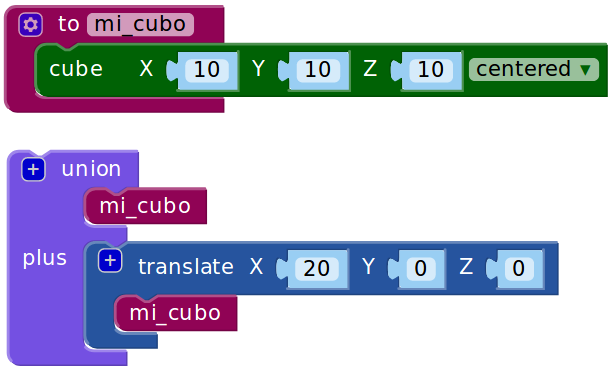 to mi_cubo
cube X 10 Y 10 Z 10 centered ▾
+ union
mi_cubo
plus + translate X 20 Y 0 Z 0
mi_cubo